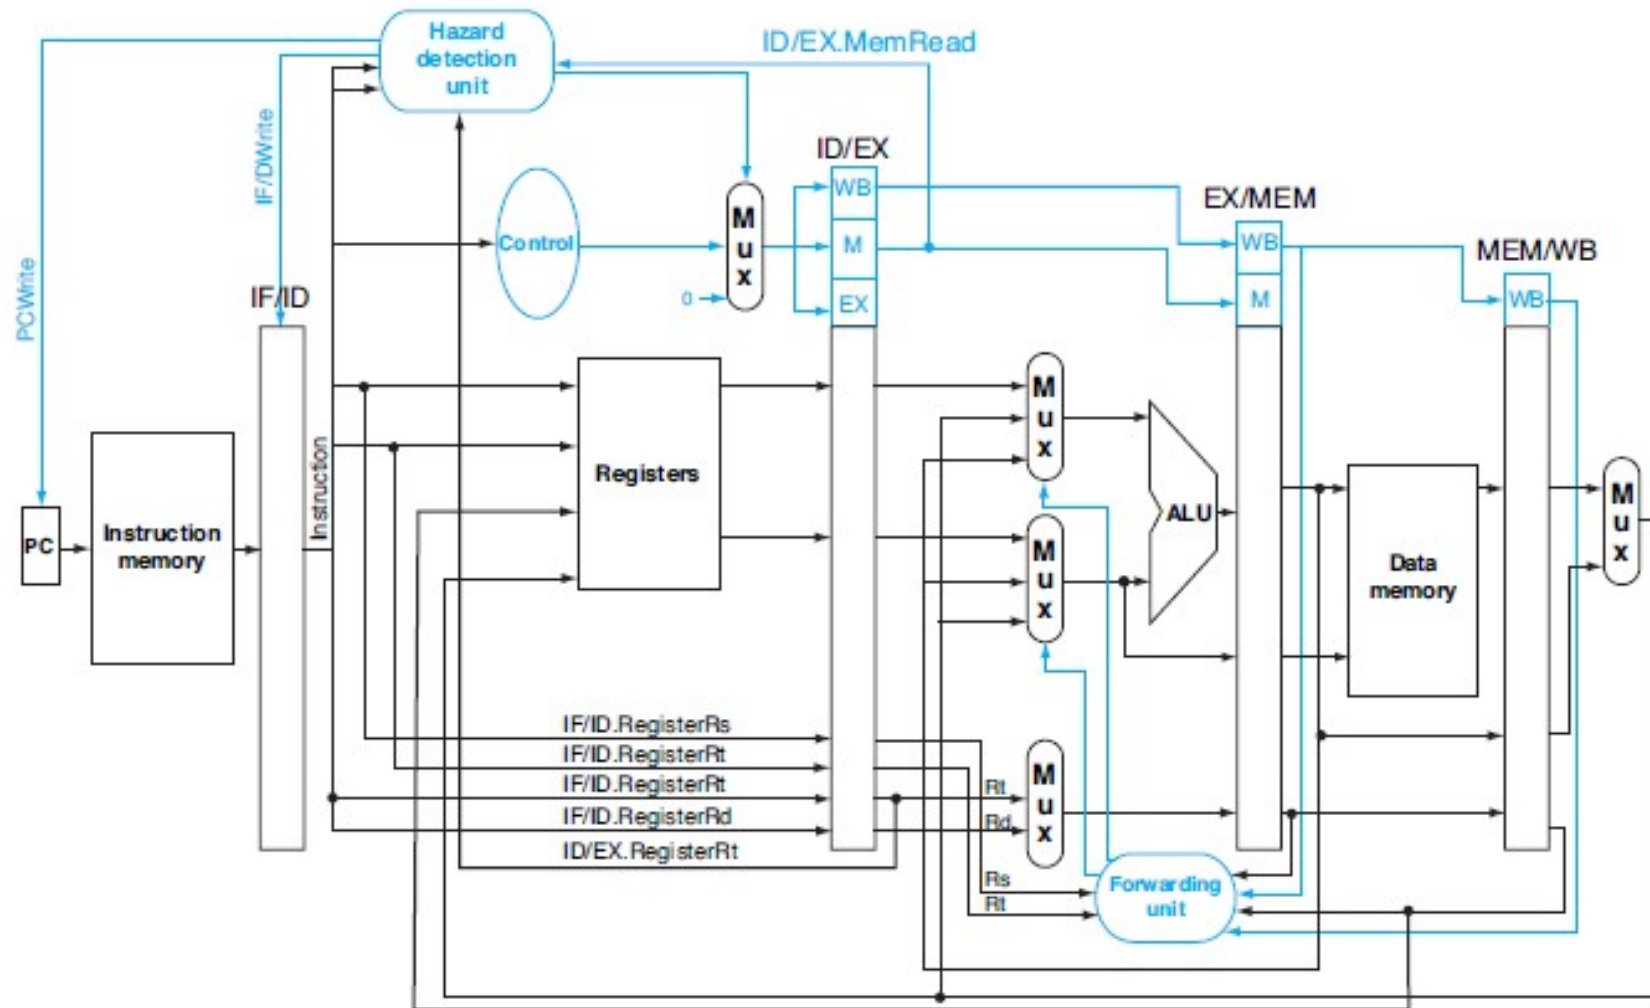 Hazard
detection
unit
ID/EX.MemRead
IF/DWrite
PCWrite
ID/EX
WB
M
EX
EX/MEM
WB
M
MEM/WB
WB
Control
M
u
x
0
IF/ID
PC
Instruction
memory
Instruction
Registers
M
u
x
M
u
x
ALU
Data
memory
M
u
x
IF/ID.RegisterRs
IF/ID.RegisterRt
IF/ID.RegisterRt
IF/ID.RegisterRd
ID/EX.RegisterRt
Rt
Rd
M
u
x
Rs
Rt
Forwarding
unit